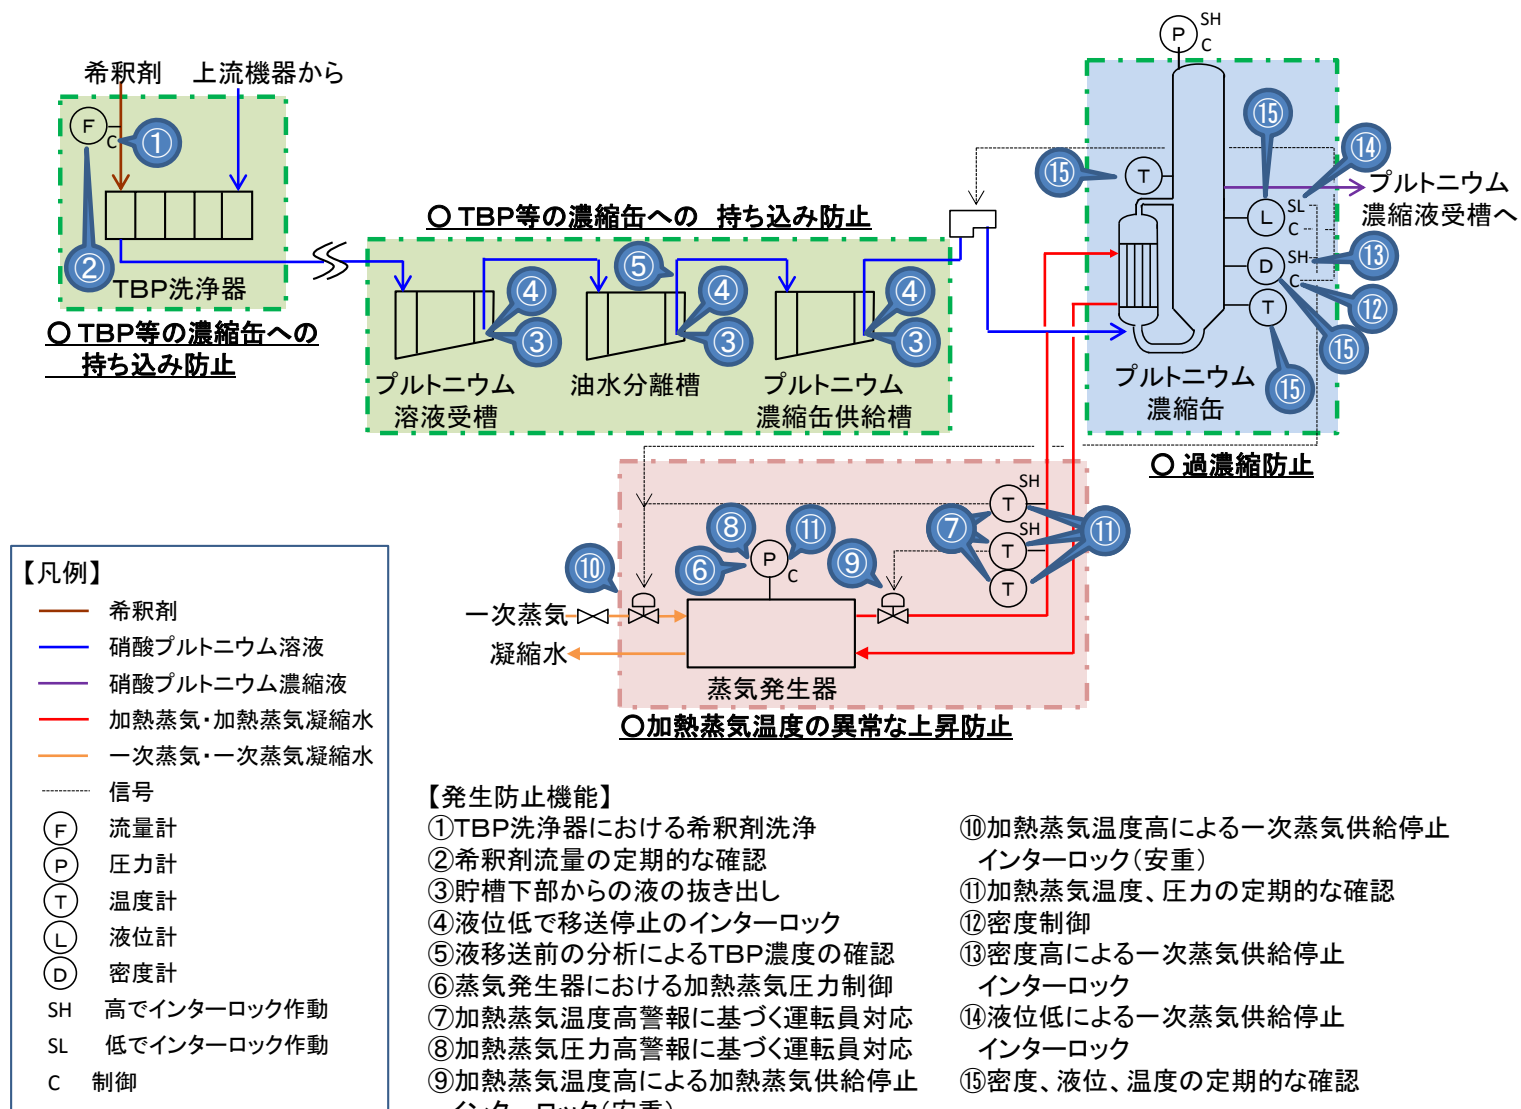 SH
P
C
希釈剤
上流機器から
F
C
①
②
TBP洗浄器
○ TBP等の濃縮缶への
持ち込み防止
○ TBP等の濃縮缶への 持ち込み防止
⑤
④
③
④
③
④
③
プルトニウム
溶液受槽
油水分離槽
プルトニウム
濃縮缶供給槽
⑮
T
⑮
⑭
プルトニウム
濃縮液受槽へ
L
SL
C
D
SH
C
⑬
⑫
T
⑮
⑮
プルトニウム
濃縮缶
○ 過濃縮防止
SH
T
SH
T
T
⑦
⑪
⑧
⑪
P
C
⑥
⑨
⑩
一次蒸気
凝縮水
蒸気発生器
○加熱蒸気温度の異常な上昇防止
【凡例】
希釈剤
硝酸プルトニウム溶液
硝酸プルトニウム濃縮液
加熱蒸気・加熱蒸気凝縮水
一次蒸気・一次蒸気凝縮水
信号
F 流量計
P 圧力計
T 温度計
L 液位計
D 密度計
SH 高でインターロック作動
SL 低でインターロック作動
C 制御
【発生防止機能】
①TBP洗浄器における希釈剤洗浄
②希釈剤流量の定期的な確認
③貯槽下部からの液の抜き出し
④液位低で移送停止のインターロック
⑤液移送前の分析によるTBP濃度の確認
⑥蒸気発生器における加熱蒸気圧力制御
⑦加熱蒸気温度高警報に基づく運転員対応
⑧加熱蒸気圧力高警報に基づく運転員対応
⑨加熱蒸気温度高による加熱蒸気供給停止
インターロック(安重)
⑩加熱蒸気温度高による一次蒸気供給停止
インターロック(安重)
⑪加熱蒸気温度、圧力の定期的な確認
⑫密度制御
⑬密度高による一次蒸気供給停止
インターロック
⑭液位低による一次蒸気供給停止
インターロック
⑮密度、液位、温度の定期的な確認